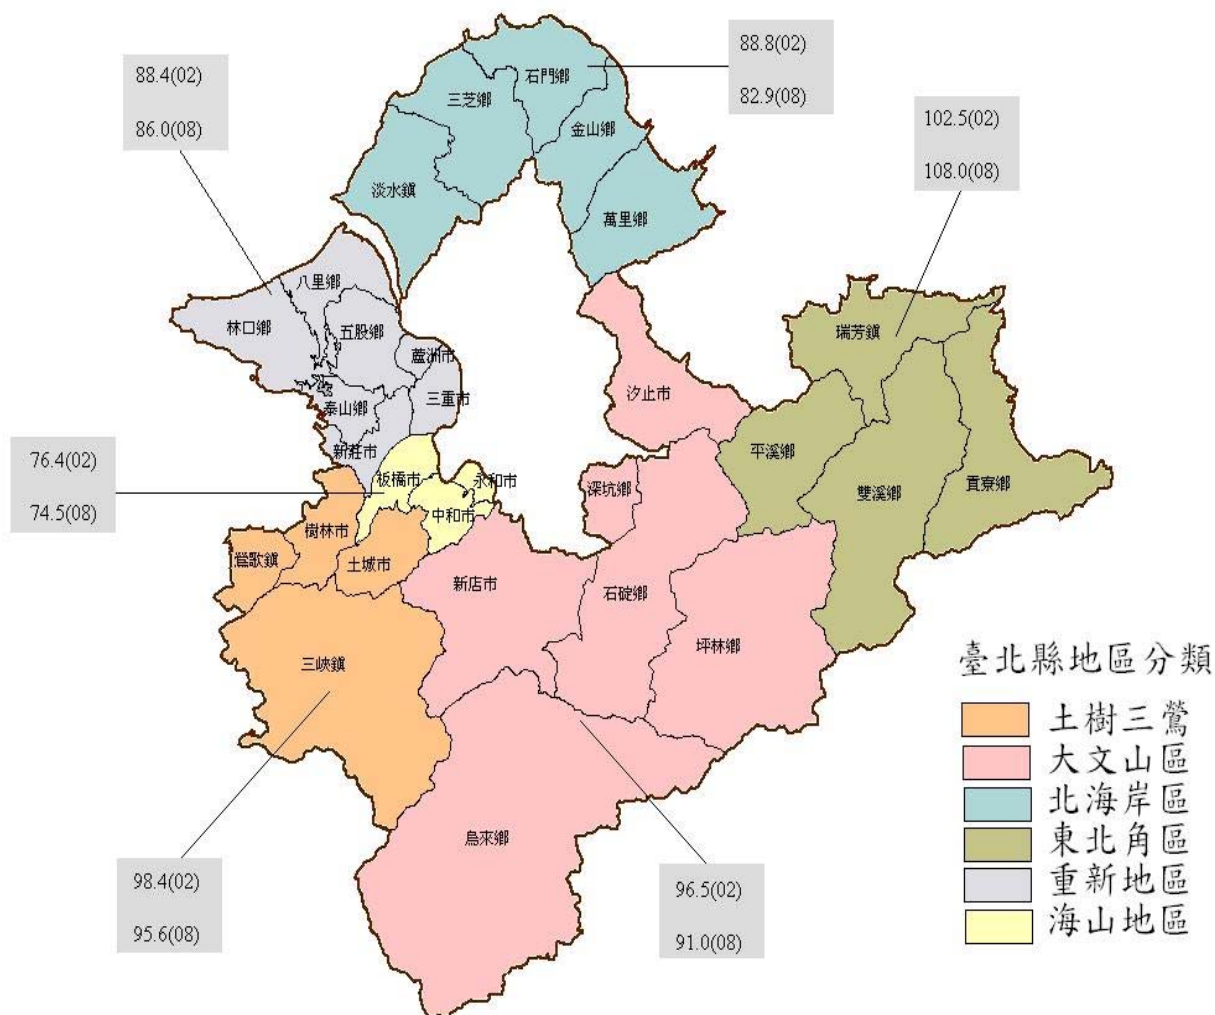 88.8(02)
82.9(08)
88.4(02)
86.0(08)
石門鄉
三芝鄉
金山鄉
102.5(02)
108.0(08)
淡水鎮
萬里鄉
八里鄉
林口鄉
五股鄉
瑞芳鎮
蘆洲市
汐止市
三重市
泰山鄉
新莊市
平溪鄉
76.4(02)
74.5(08)
板橋市
永和市
深坑鄉
雙溪鄉
貢寮鄉
中和市
樹林市
鶯歌鎮
土城市
新店市
石碇鄉
坪林鄉
三峽鎮
烏來鄉
98.4(02)
95.6(08)
96.5(02)
91.0(08)
臺北縣地區分類
土樹三鶯
大文山區
北海岸區
東北角區
重新地區
海山地區